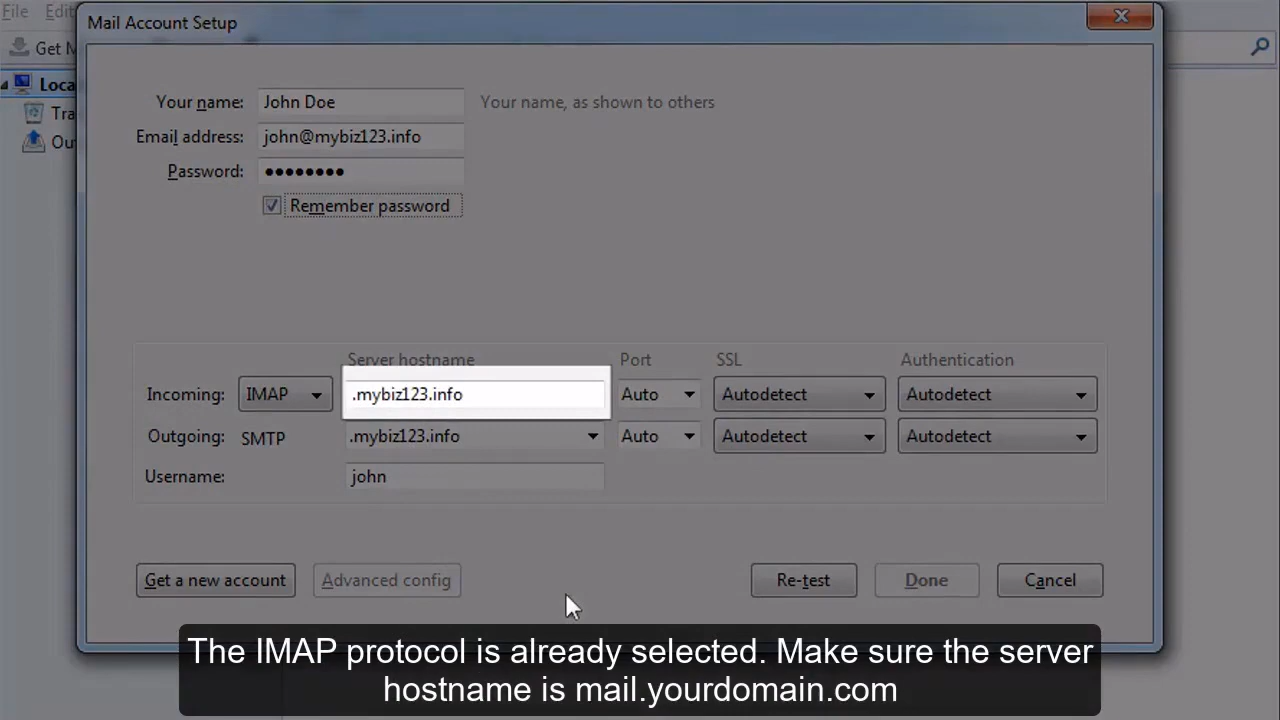 File Edit
Mail Account Setup
Get M
Loca
Tra
Ou
Your name: John Doe Your name, as shown to others
Email address: john@mybiz123.info
Password: ••••••••
Remember password
Server hostname Port SSL Authentication
Incoming: IMAP .mybiz123.info Auto Autodetect Autodetect
Outgoing: SMTP .mybiz123.info Auto Autodetect Autodetect
Username: john
Get a new account Advanced config Re-test Done Cancel
The IMAP protocol is already selected. Make sure the server
hostname is mail.yourdomain.com